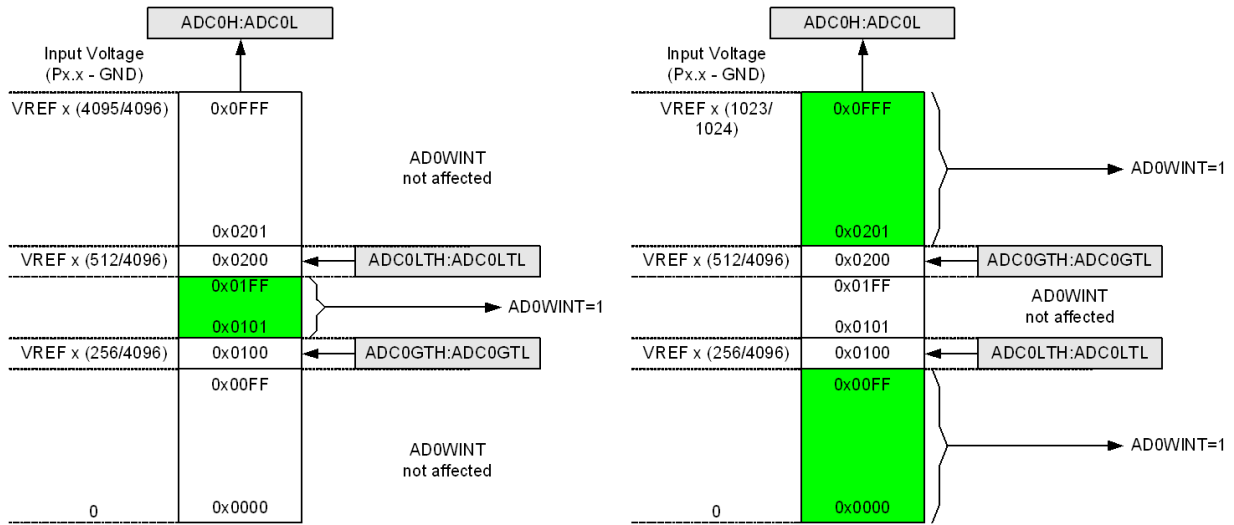 ADC0H:ADC0L
Input Voltage
(Px.x - GND)
VREF x (4095/4096)
0x0FFF
AD0WINT
not affected
0x0201
VREF x (512/4096)
0x0200
ADC0LTH:ADC0LTL
0x01FF
AD0WINT=1
0x0101
VREF x (256/4096)
0x0100
ADC0GTH:ADC0GTL
0x00FF
AD0WINT
not affected
0
0x0000
ADC0H:ADC0L
Input Voltage
(Px.x - GND)
VREF x (1023/
1024)
0x0FFF
AD0WINT=1
0x0201
VREF x (512/4096)
0x0200
ADC0GTH:ADC0GTL
0x01FF
AD0WINT
not affected
0x0101
VREF x (256/4096)
0x0100
ADC0LTH:ADC0LTL
0x00FF
AD0WINT=1
0
0x0000